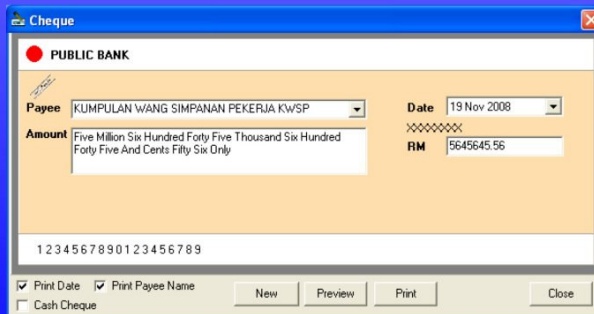 Cheque
PUBLIC BANK
Payee KUMPULAN WANG SIMPANAN PEKERJA KWSP Date 19 Nov 2008
XXXXXXX
Amount Five Million Six Hundred Forty Five Thousand Six Hundred
Forty Five And Cents Fifty Six Only
RM 5645645.56
1234567890123456789
Print Date Print Payee Name
Cash Cheque
New Preview Print Close